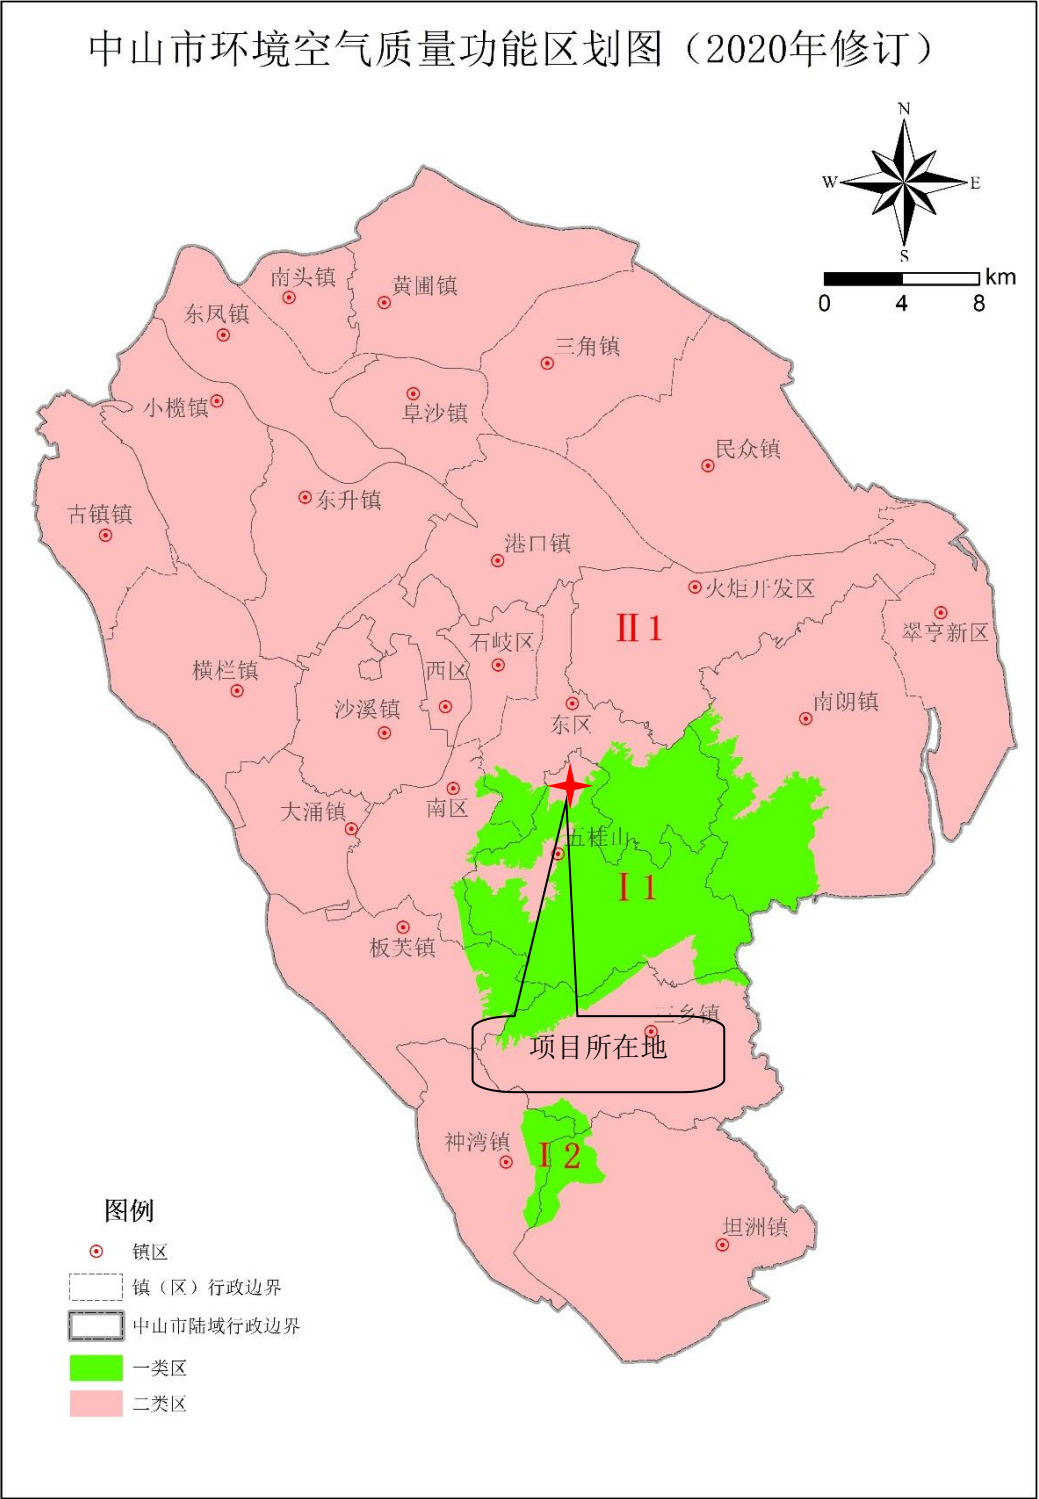 中山市环境空气质量功能区划图（2020年修订）
N
W
E
S
km
0 4 8
南头镇
黄圃镇
东凤镇
三角镇
小榄镇
阜沙镇
民众镇
东升镇
古镇镇
港口镇
火炬开发区
II 1
翠亨新区
石岐区
西区
横栏镇
沙溪镇
南朗镇
东区
大涌镇
南区
五桂山
I 1
板芙镇
三乡镇
项目所在地
神湾镇
I 2
坦洲镇
图例
镇区
镇（区）行政边界
中山市陆域行政边界
一类区
二类区